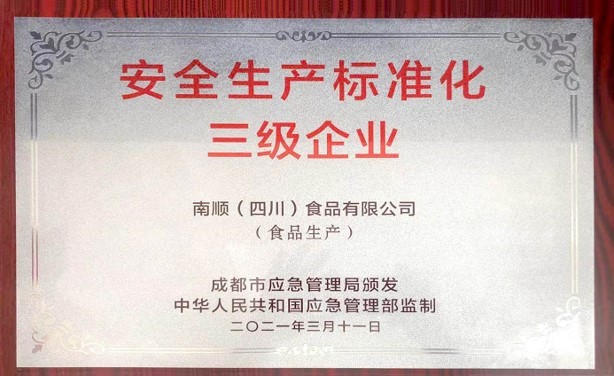 安全生产标准化
三级企业
南顺（四川）食品有限公司
（食品生产）
成都市应急管理局颁发
中华人民共和国应急管理部监制
二〇二一年三月十一日